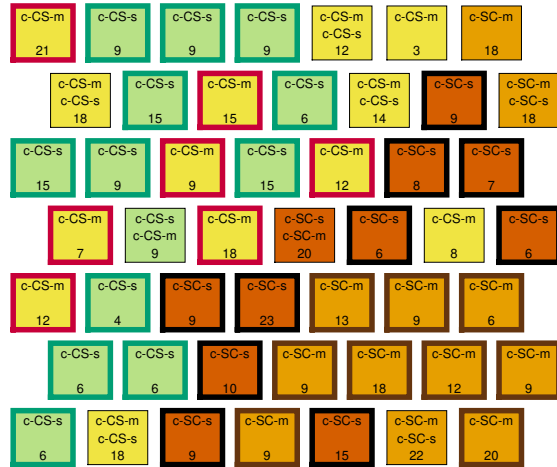 c-CS-m c-CS-s c-CS-s c-CS-s c-CS-m c-CS-m c-SC-m
c-CS-s
21 9 9 9 12 3 18
c-CS-m c-CS-s c-CS-m c-CS-s c-CS-m c-SC-s c-SC-m
c-CS-s c-CS-s c-SC-s
18 15 15 6 14 9 18
c-CS-s c-CS-s c-CS-m c-CS-s c-CS-m c-SC-s c-SC-s
15 9 9 15 12 8 7
c-CS-m c-CS-s c-CS-m c-SC-s c-SC-s c-CS-m c-SC-s
c-CS-m c-SC-m
7 9 18 20 6 8 6
c-CS-m c-CS-s c-SC-s c-SC-s c-SC-m c-SC-m c-SC-m
12 4 9 23 13 9 6
c-CS-s c-CS-s c-SC-s c-SC-m c-SC-m c-SC-m c-SC-m
6 6 10 9 18 12 9
c-CS-s c-CS-m c-SC-s c-SC-m c-SC-s c-SC-m c-SC-m
c-CS-s c-SC-s
6 18 9 9 15 22 20